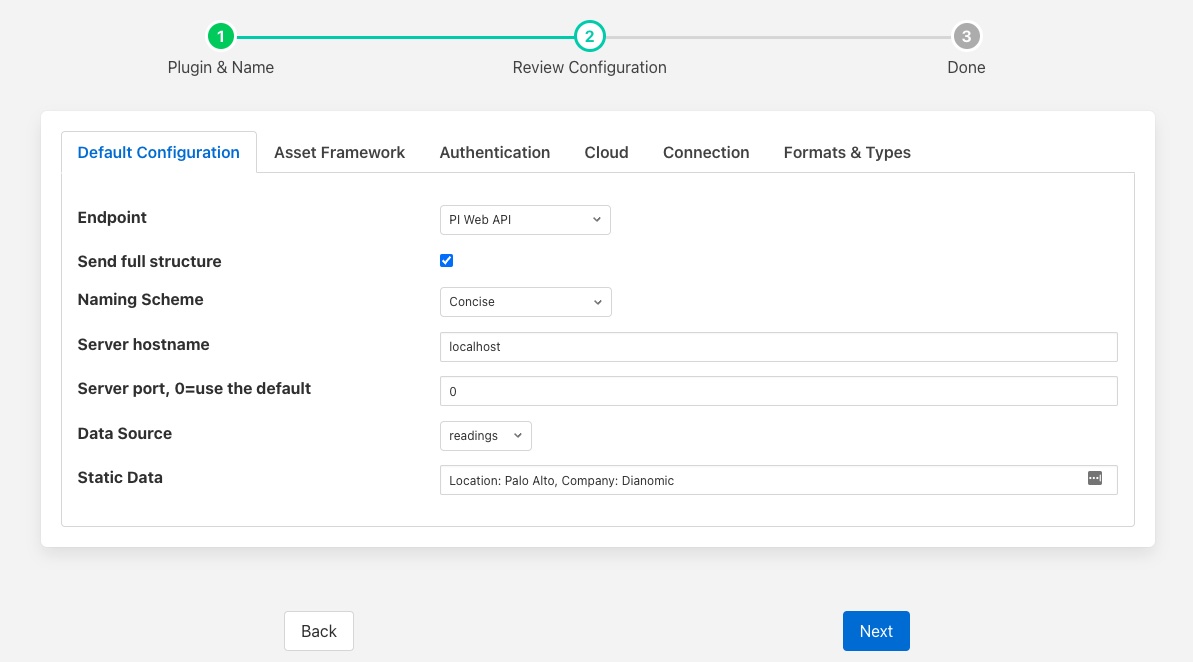 1 2 3
Plugin & Name Review Configuration Done
Default Configuration Asset Framework Authentication Cloud Connection Formats & Types
Endpoint PI Web API
Send full structure
Naming Scheme Concise
Server hostname localhost
Server port, 0=use the default 0
Data Source readings
Static Data Location: Palo Alto, Company: Dianomic
Back Next